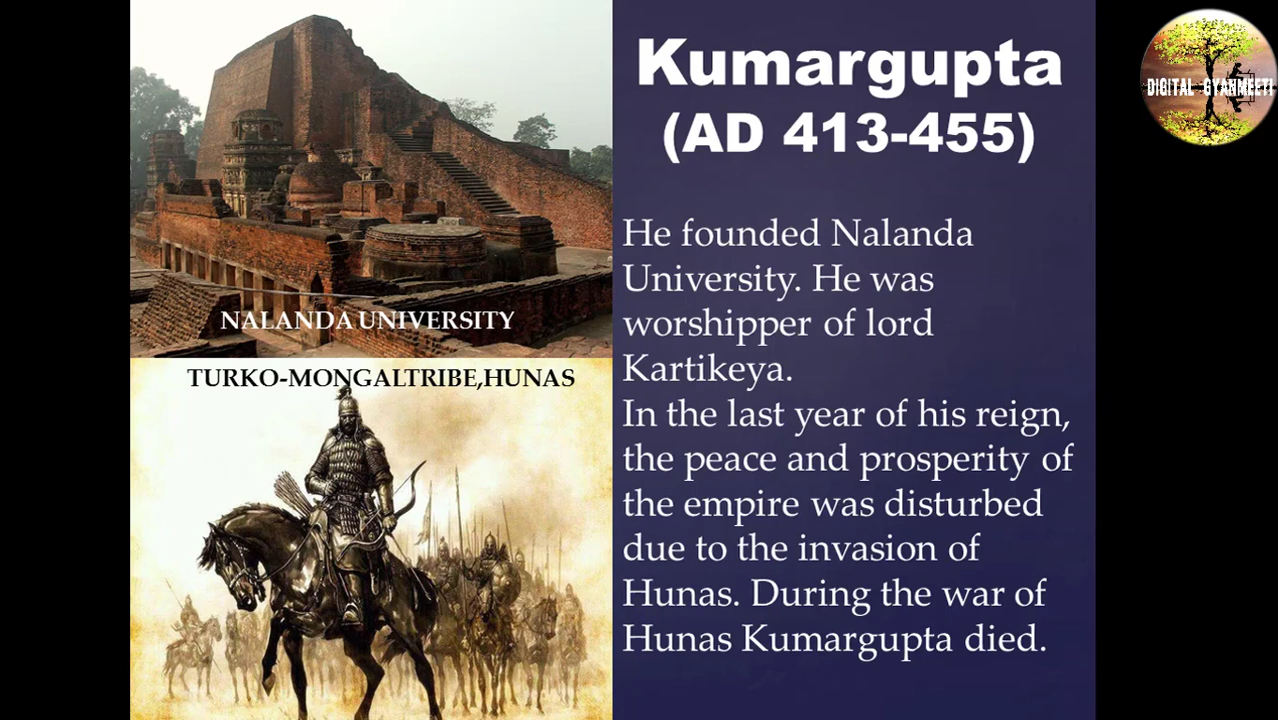 Kumargupta
(AD 413-455)
He founded Nalanda
University. He was
worshipper of lord
Kartikeya.
In the last year of his reign,
the peace and prosperity of
the empire was disturbed
due to the invasion of
Hunas. During the war of
Hunas Kumargupta died.
NALANDA UNIVERSITY
TURKO-MONGALTRIBE,HUNAS
DIGITAL GYANMEETI